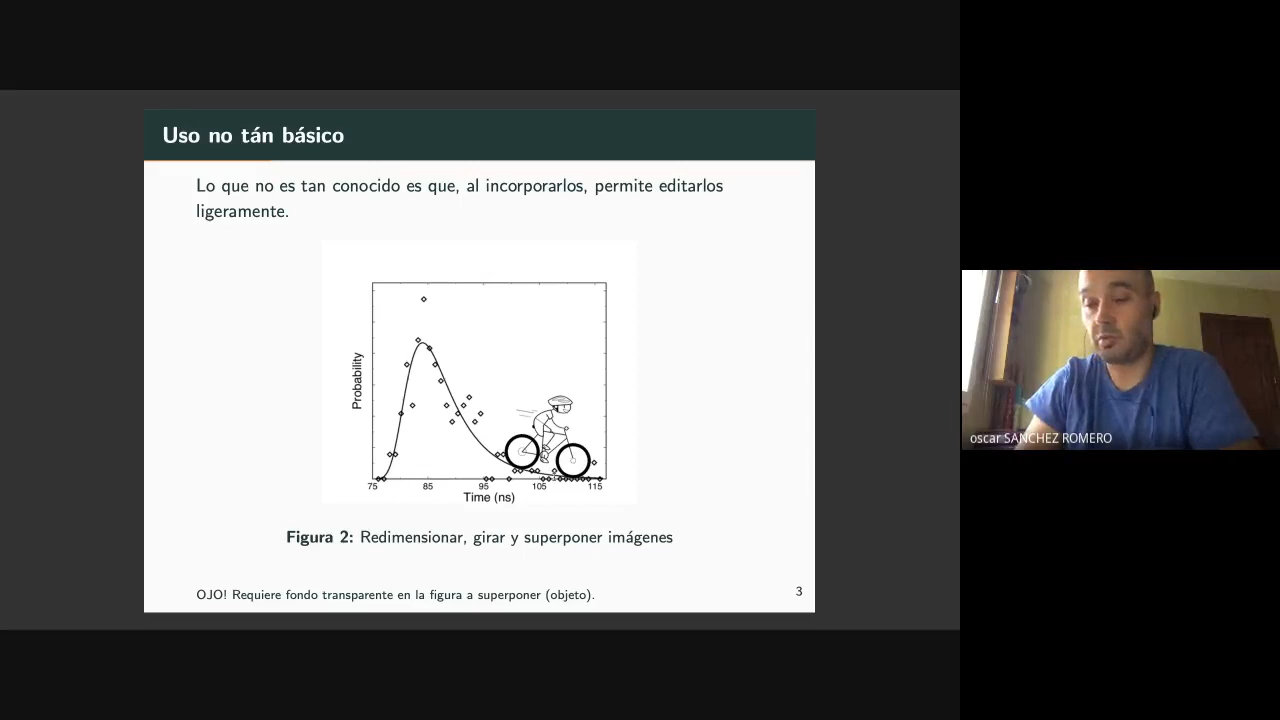 Uso no tán básico
Lo que no es tan conocido es que, al incorporarlos, permite editarlos
ligeramente.
Probability
75 85 95 105 115
Time (ns)
Figura 2: Redimensionar, girar y superponer imágenes
OJO! Requiere fondo transparente en la figura a superponer (objeto).
3
oscar SANCHEZ ROMERO